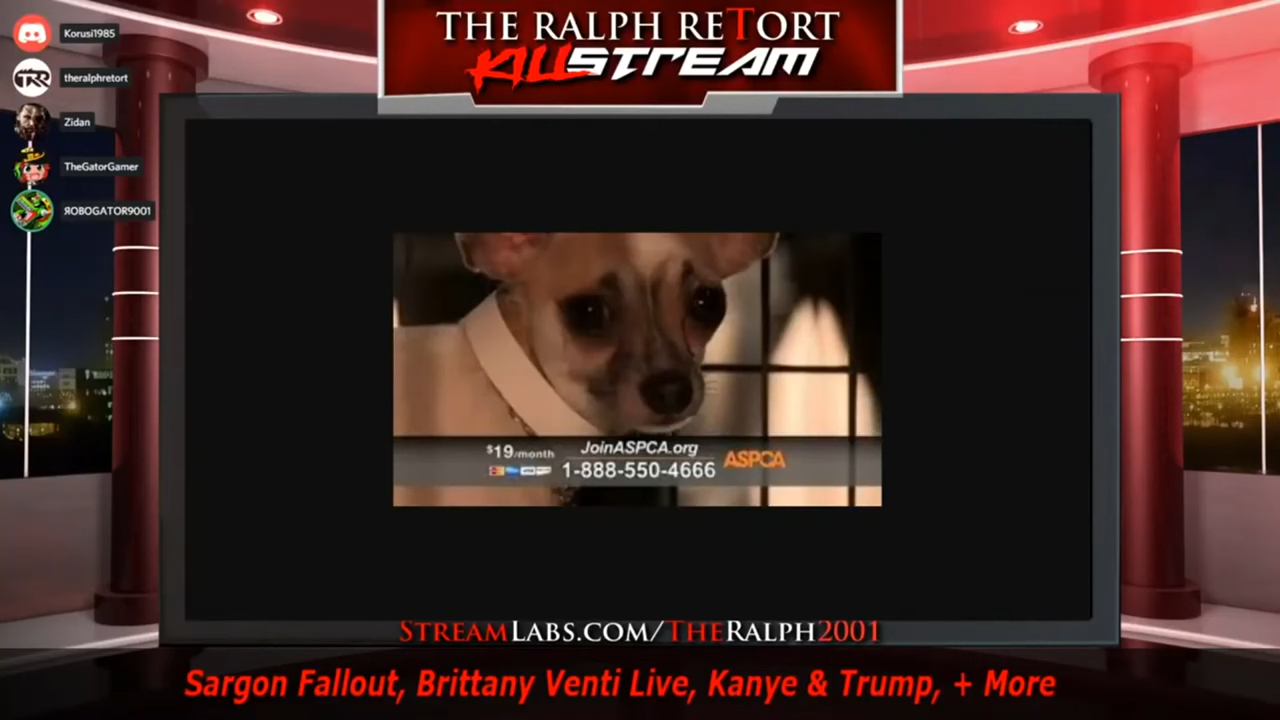 THE RALPH RETORT
KILLSTREAM
Korusi1985
TRR
theralphretort
Zidan
TheGatorGamer
ЯOBOGATOR9001
$19/month
JoinASPCA.org
1-888-550-4666
ASPCA
STREAMLABS.COM/THERALPH2001
Sargon Fallout, Brittany Venti Live, Kanye & Trump, + More